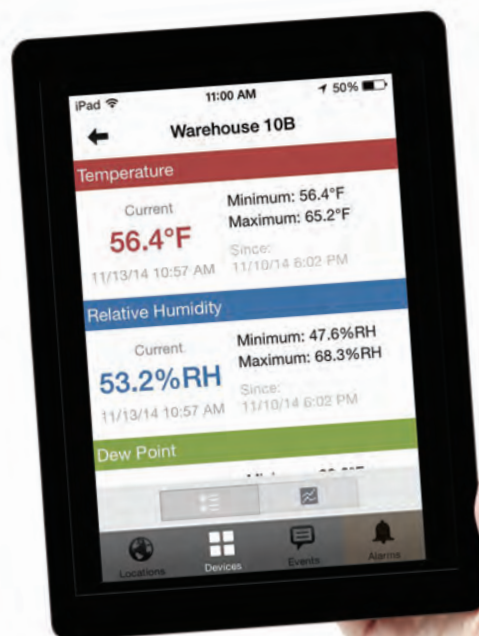 iPad 11:00 AM 50%
Warehouse 10B
Temperature
Current
56.4°F
11/13/14 10:57 AM
Minimum: 56.4°F
Maximum: 65.2°F
Since:
11/10/14 6:02 PM
Relative Humidity
Current
53.2%RH
11/13/14 10:57 AM
Minimum: 47.6%RH
Maximum: 68.3%RH
Since:
11/10/14 6:02 PM
Dew Point
Locations Devices Events Alarms